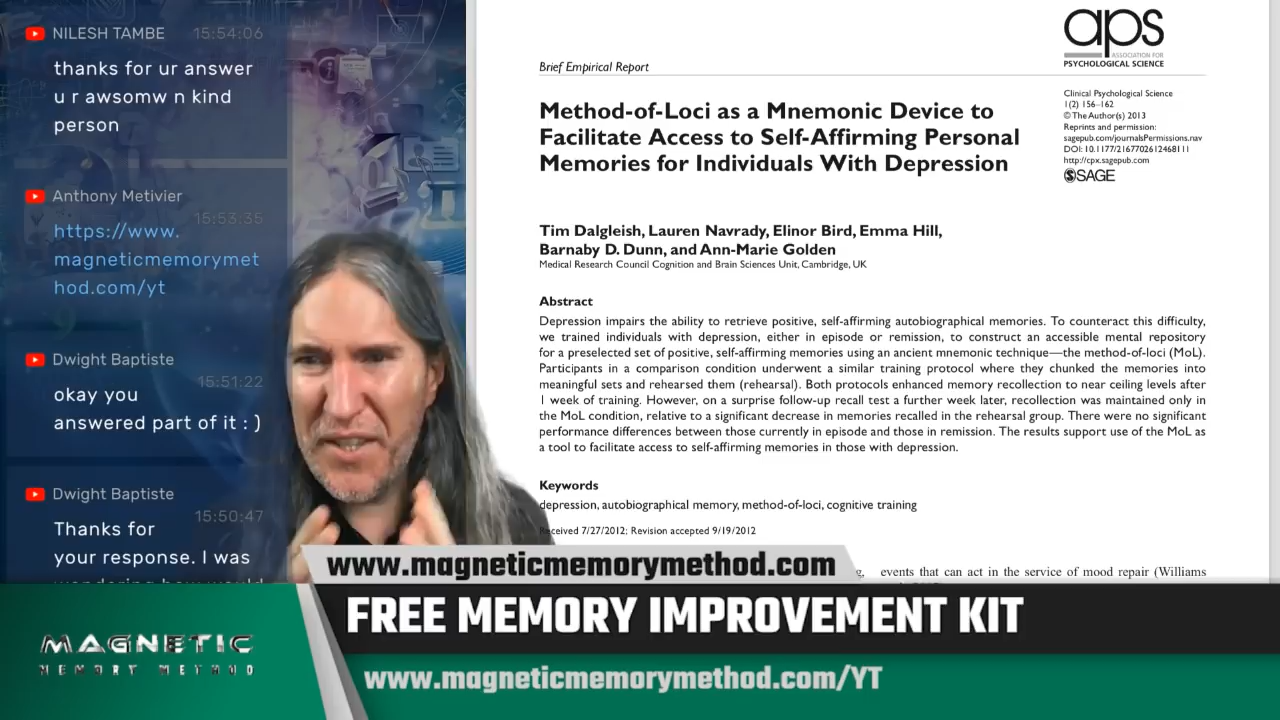 NILESH TAMBE 15:54:06
thanks for ur answer
u r awsomw n kind
person
Anthony Metivier 15:53:35
https://www.
magneticmemorymet
hod.com/yt
Dwight Baptiste 15:51:22
okay you
answered part of it : )
Dwight Baptiste 15:50:47
Thanks for
your response. I was
aps
ASSOCIATION FOR
PSYCHOLOGICAL SCIENCE
Brief Empirical Report
Method-of-Loci as a Mnemonic Device to
Facilitate Access to Self-Affirming Personal
Memories for Individuals With Depression
Clinical Psychological Science
1(2) 156–162
© The Author(s) 2013
Reprints and permission:
sagepub.com/journalsPermissions.nav
DOI: 10.1177/2167702612468111
http://cpx.sagepub.com
SAGE
Tim Dalgleish, Lauren Navrady, Elinor Bird, Emma Hill,
Barnaby D. Dunn, and Ann-Marie Golden
Medical Research Council Cognition and Brain Sciences Unit, Cambridge, UK
Abstract
Depression impairs the ability to retrieve positive, self-affirming autobiographical memories. To counteract this difficulty,
we trained individuals with depression, either in episode or remission, to construct an accessible mental repository
for a preselected set of positive, self-affirming memories using an ancient mnemonic technique—the method-of-loci (MoL).
Participants in a comparison condition underwent a similar training protocol where they chunked the memories into
meaningful sets and rehearsed them (rehearsal). Both protocols enhanced memory recollection to near ceiling levels after
1 week of training. However, on a surprise follow-up recall test a further week later, recollection was maintained only in
the MoL condition, relative to a significant decrease in memories recalled in the rehearsal group. There were no significant
performance differences between those currently in episode and those in remission. The results support use of the MoL as
a tool to facilitate access to self-affirming memories in those with depression.
Keywords
depression, autobiographical memory, method-of-loci, cognitive training
Received 7/27/2012; Revision accepted 9/19/2012
events that can act in the service of mood repair (Williams
www.magneticmemorymethod.com
FREE MEMORY IMPROVEMENT KIT
www.magneticmemorymethod.com/YT
MAGNETIC
MEMORY METHOD